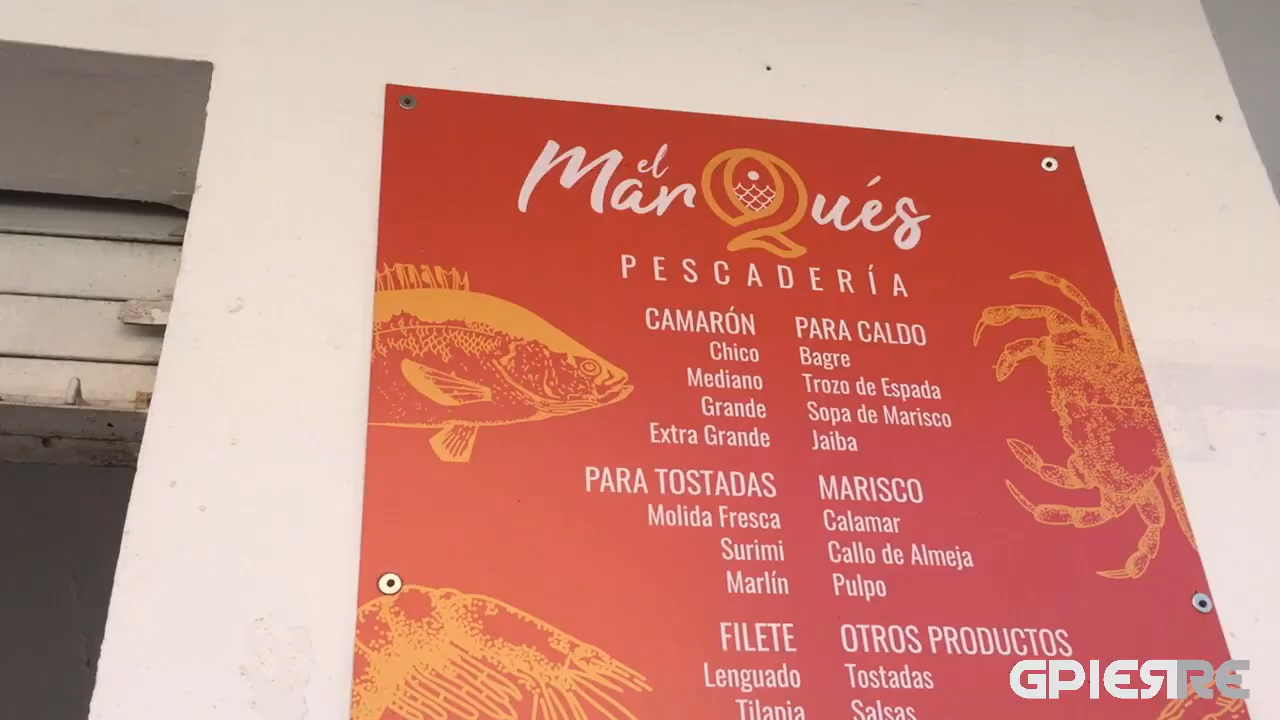 el
MarQués
PESCADERÍA
CAMARÓN
Chico
Mediano
Grande
Extra Grande
PARA CALDO
Bagre
Trozo de Espada
Sopa de Marisco
Jaiba
PARA TOSTADAS
Molida Fresca
Surimi
Marlín
MARISCO
Calamar
Callo de Almeja
Pulpo
FILETE
Lenguado
Tilapia
OTROS PRODUCTOS
Tostadas
Salsas
GPIERRE